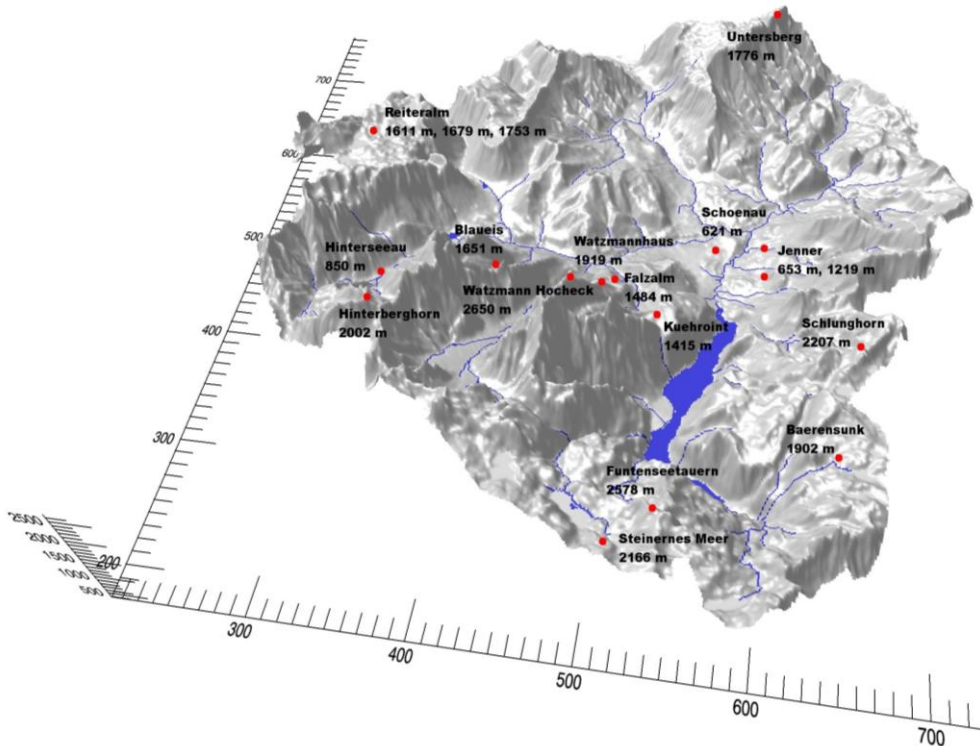 Untersberg
1776 m
700
Reiteralm
1611 m, 1679 m, 1753 m
600
Schoenau
621 m
500
Blaueis
1651 m
Hinterseeau
850 m
Watzmannhaus
1919 m
Jenner
653 m, 1219 m
Falzalm
1484 m
Watzmann Hocheck
2650 m
Hinterberghorn
2002 m
Kuehroint
1415 m
Schlunghorn
2207 m
400
300
Baerensunk
1902 m
Funtenseetauern
2578 m
Steinernes Meer
2166 m
2500
2000
1500
1000
500
200
300
400
500
600
700